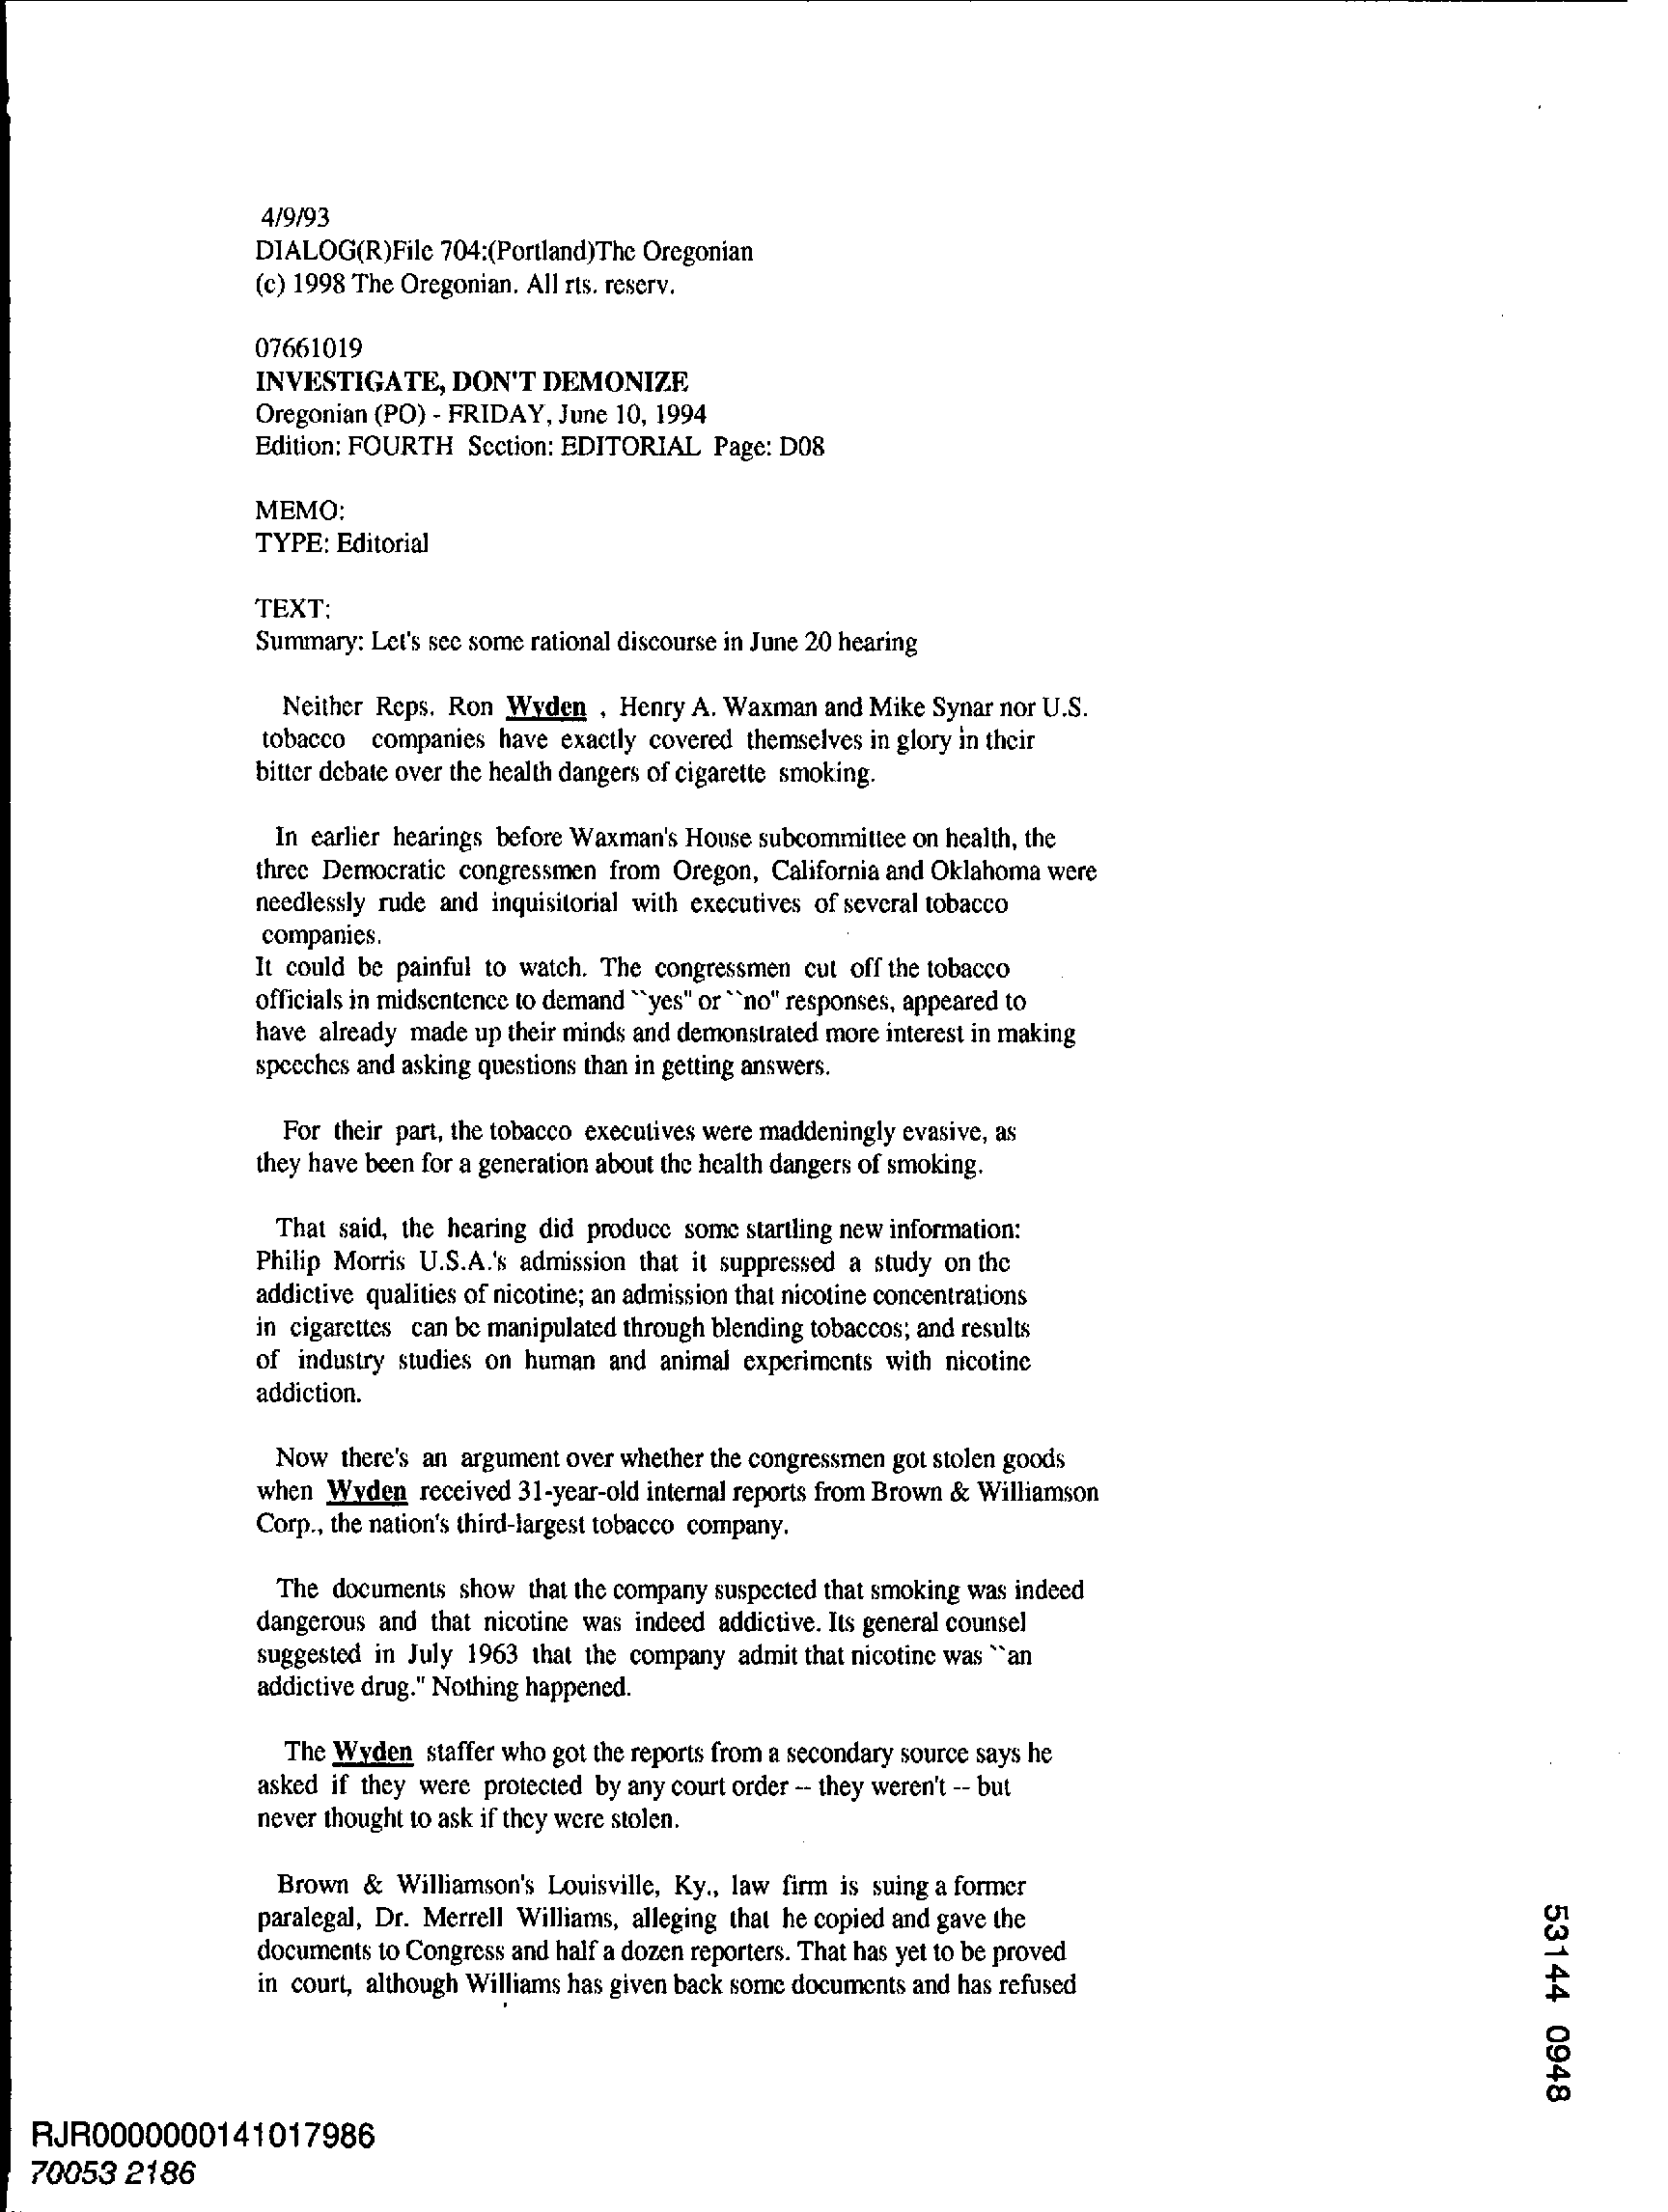 4/9/93
DIALOG(R)File 704:(Portland)The Oregonian
(c) 1998 The Oregonian. All rts. reserv.
07661019
INVESTIGATE, DON'T DEMONIZE
Oregonian (PO) - FRIDAY, June 10, 1994
Edition: FOURTH Section: EDITORIAL Page: D08
MEMO:
TYPE: Editorial
TEXT:
Summary: Let's see some rational discourse in June 20 hearing
Neither Reps. Ron Wyden , Henry A. Waxman and Mike Synar nor U.S.
tobacco companies have exactly covered themselves in glory in their
bitter debate over the health dangers of cigarette smoking.
In earlier hearings before Waxman's House subcommittee on health, the
three Democratic congressmen from Oregon, California and Oklahoma were
needlessly rude and inquisitorial with executives of several tobacco
companies.
It could be painful to watch. The congressmen cut off the tobacco
officials in midsentence to demand ``yes" or ``no" responses, appeared to
have already made up their minds and demonstrated more interest in making
speeches and asking questions than in getting answers.
For their part, the tobacco executives were maddeningly evasive, as
they have been for a generation about the health dangers of smoking.
That said, the hearing did produce some startling new information:
Philip Morris U.S.A.'s admission that it suppressed a study on the
addictive qualities of nicotine; an admission that nicotine concentrations
in cigarettes can be manipulated through blending tobaccos; and results
of industry studies on human and animal experiments with nicotine
addiction.
Now there's an argument over whether the congressmen got stolen goods
when Wyden received 31-year-old internal reports from Brown & Williamson
Corp., the nation's third-largest tobacco company.
The documents show that the company suspected that smoking was indeed
dangerous and that nicotine was indeed addictive. Its general counsel
suggested in July 1963 that the company admit that nicotine was ``an
addictive drug." Nothing happened.
The Wyden staffer who got the reports from a secondary source says he
asked if they were protected by any court order -- they weren't -- but
never thought to ask if they were stolen.
Brown & Williamson's Louisville, Ky., law firm is suing a former
paralegal, Dr. Merrell Williams, alleging that he copied and gave the
documents to Congress and half a dozen reporters. That has yet to be proved
in court, although Williams has given back some documents and has refused
53144 0948
RJR0000000141017986
70053 2186